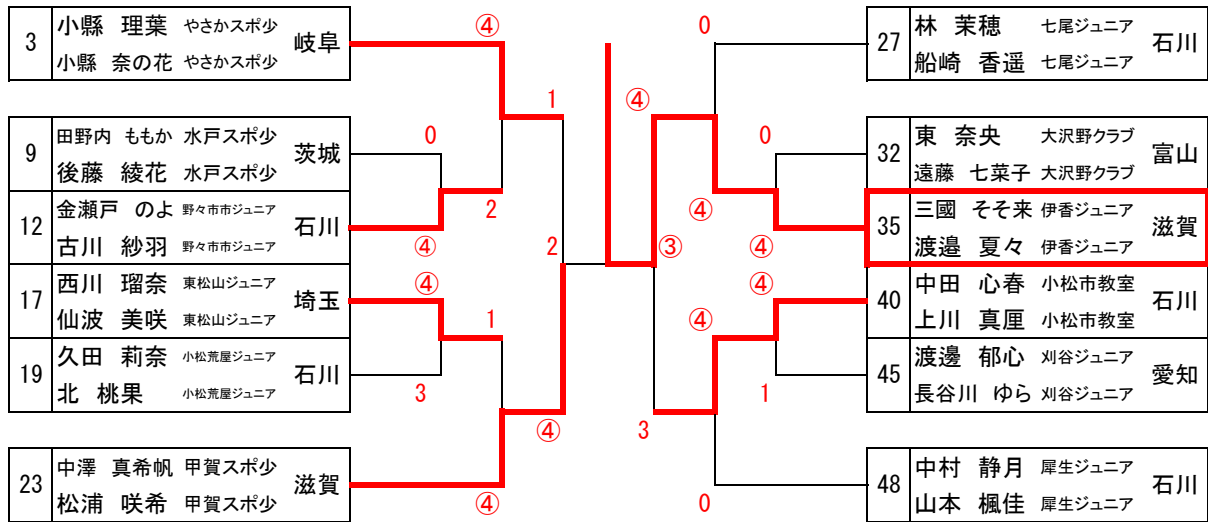 3 小縣 理葉 やさかスポ少 岐阜
小縣 奈の花 やさかスポ少
9 田野内 ももか 水戸スポ少 茨城
後藤 綾花 水戸スポ少
12 金瀬戸 のよ 野々市市ジュニア 石川
古川 紗羽 野々市市ジュニア
17 西川 瑠奈 東松山ジュニア 埼玉
仙波 美咲 東松山ジュニア
19 久田 莉奈 小松荒屋ジュニア 石川
北 桃果 小松荒屋ジュニア
23 中澤 真希帆 甲賀スポ少 滋賀
松浦 咲希 甲賀スポ少
④
1
0
2
④
2
④
1
3
④
④
0
④
0
④
④
③
④
④
1
3
0
27 林 茉穂 七尾ジュニア 石川
船崎 香遥 七尾ジュニア
32 東 奈央 大沢野クラブ 富山
遠藤 七菜子 大沢野クラブ
35 三國 そそ来 伊香ジュニア 滋賀
渡邉 夏々 伊香ジュニア
40 中田 心春 小松市教室 石川
上川 真厘 小松市教室
45 渡邊 郁心 刈谷ジュニア 愛知
長谷川 ゆら 刈谷ジュニア
48 中村 静月 犀生ジュニア 石川
山本 楓佳 犀生ジュニア